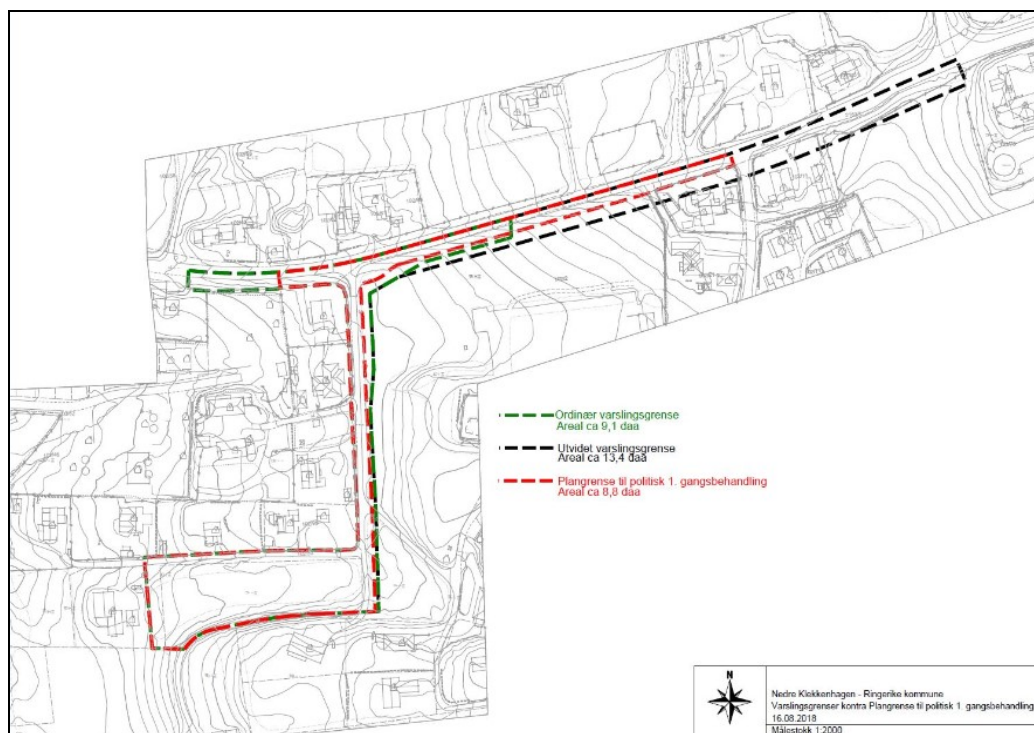 Ordinær varslingsgrense
Areal ca 9,1 daa
Utvidet varslingsgrense
Areal ca 13,4 daa
Plangrense til politisk 1. gangsbehandling
Areal ca 8,8 daa
N
Nedre Klekkenhagen - Ringerike kommune
Varslingsgrenser kontra Plangrense til politisk 1. gangsbehandling
16.08.2018
Målestokk 1:2000